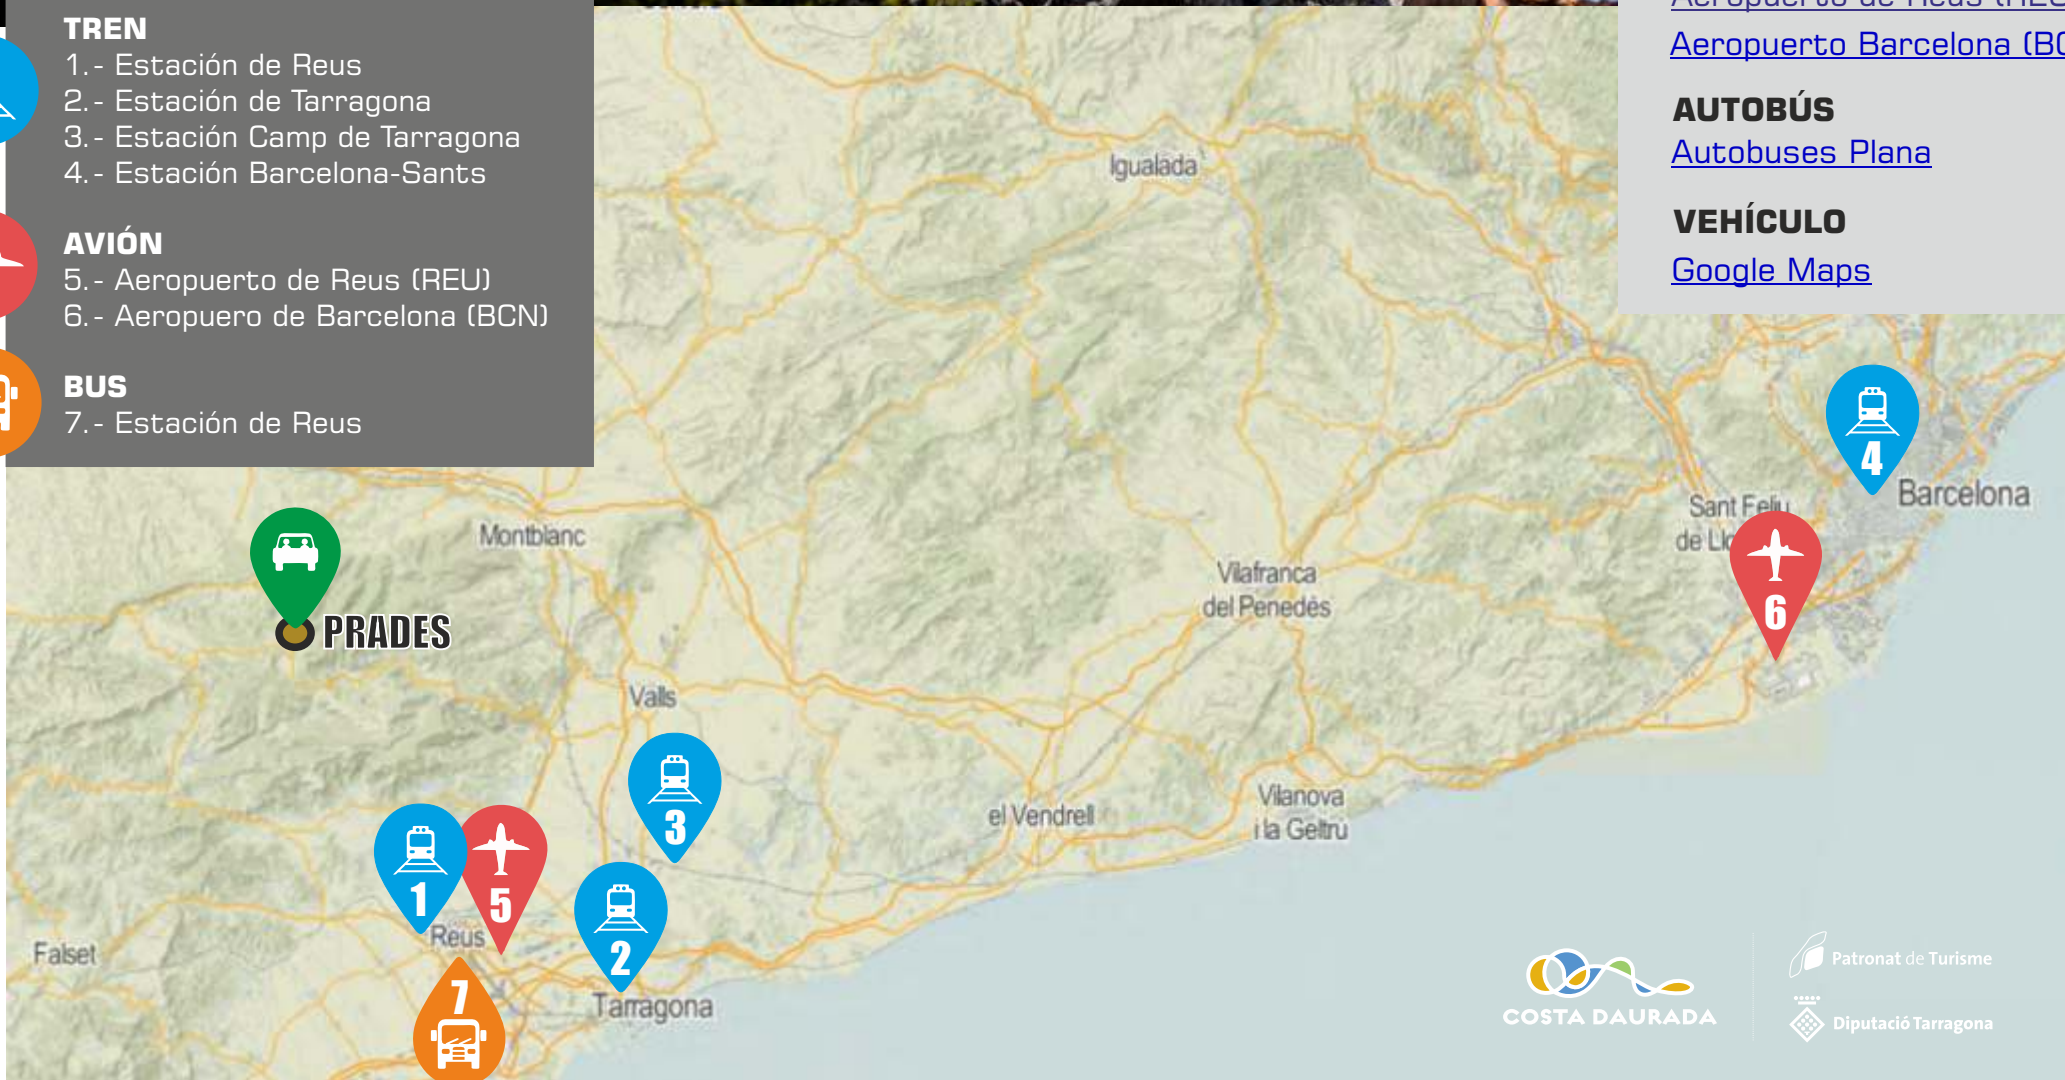 TREN
1.- Estación de Reus
2.- Estación de Tarragona
3.- Estación Camp de Tarragona
4.- Estación Barcelona-Sants
AVIÓN
5.- Aeropuerto de Reus (REU)
6.- Aeropuero de Barcelona (BCN)
BUS
7.- Estación de Reus
Aeropuerto de Reus
Aeropuerto Barcelona
AUTOBÚS
Autobuses Plana
VEHÍCULO
Google Maps
Igualada
4
Barcelona
Sant Feliu
de
6
Montblanc
PRADES
Vilafranca
del Penedès
Valls
3
el Vendrell
Vilanova
i la Geltrú
1
5
2
Reus
Falset
7
Tarragona
COSTA DAURADA
Patronat de Turisme
Diputació Tarragona